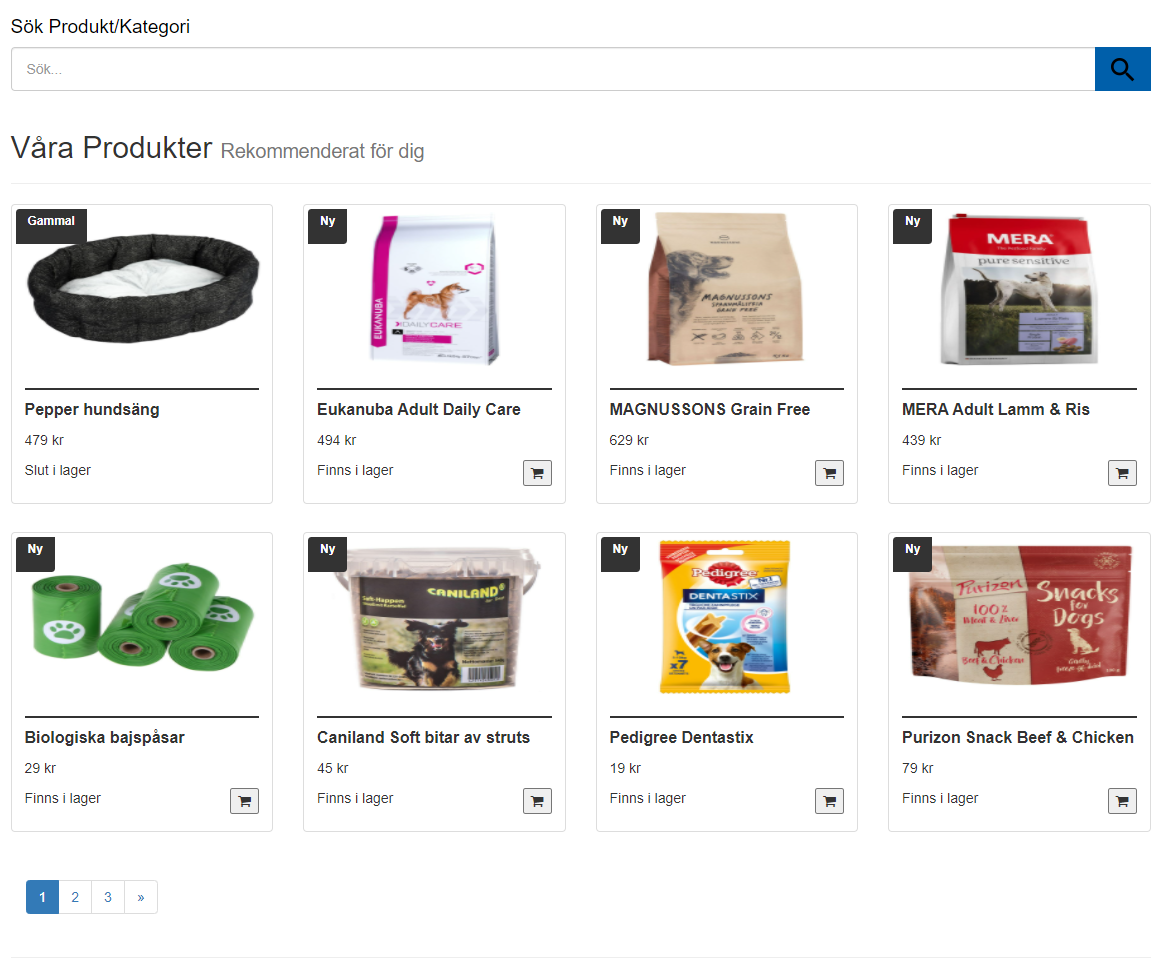 Sök Produkt/Kategori
Sök...
Våra Produkter Rekommenderat för dig
Gammal
Pepper hundsäng
479 kr
Slut i lager
Ny
EUKANUBA
DAILYCARE
Eukanuba Adult Daily Care
494 kr
Finns i lager
Ny
MAGNUSSONS
GRAIN FREE
MAGNUSSONS Grain Free
629 kr
Finns i lager
Ny
MERA
pure sensitive
MERA Adult Lamm & Ris
439 kr
Finns i lager
Ny
Biologiska bajspåsar
29 kr
Finns i lager
Ny
CANILAND
Soft-Happen
Caniland Soft bitar av struts
45 kr
Finns i lager
Ny
Pedigree
DENTASTIX
x7
Pedigree Dentastix
19 kr
Finns i lager
Ny
Purizon
100%
Meat & Liver
Beef & Chicken
Snacks
for
Dogs
Purizon Snack Beef & Chicken
79 kr
Finns i lager
1 2 3 »